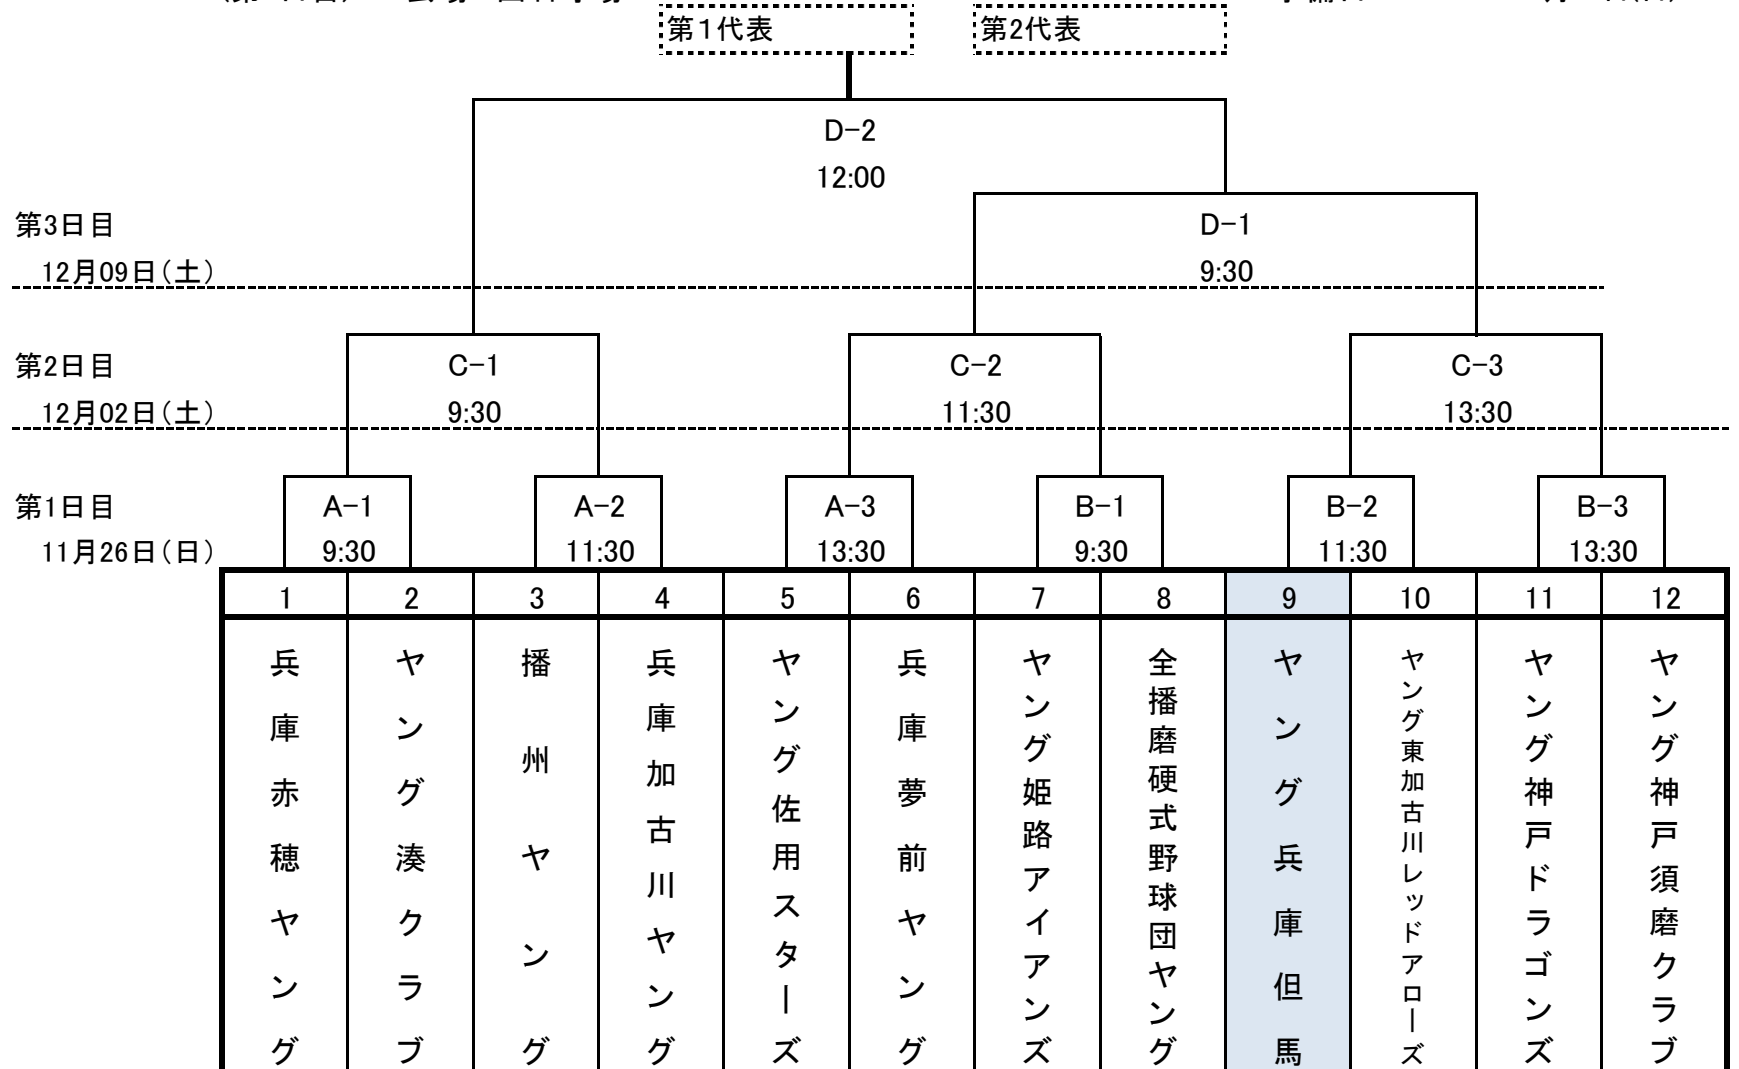 第1代表
第2代表
D-2
12:00
第3日目
D-1
12月09日(土)
9:30
第2日目
C-1
C-2
C-3
12月02日(土)
9:30
11:30
13:30
第1日目
A-1
A-2
A-3
B-1
B-2
B-3
11月26日(日)
9:30
11:30
13:30
9:30
11:30
13:30
1
2
3
4
5
6
7
8
9
10
11
12
兵庫赤穂ヤング
ヤング湊クラブ
播州ヤング
兵庫加古川ヤング
ヤング佐用スターズ
兵庫夢前ヤング
ヤング姫路アイアンズ
全播磨硬式野球団ヤング
ヤング兵庫但馬
ヤング東加古川レッドアローズ
ヤング神戸ドラゴンズ
ヤング神戸須磨クラブ